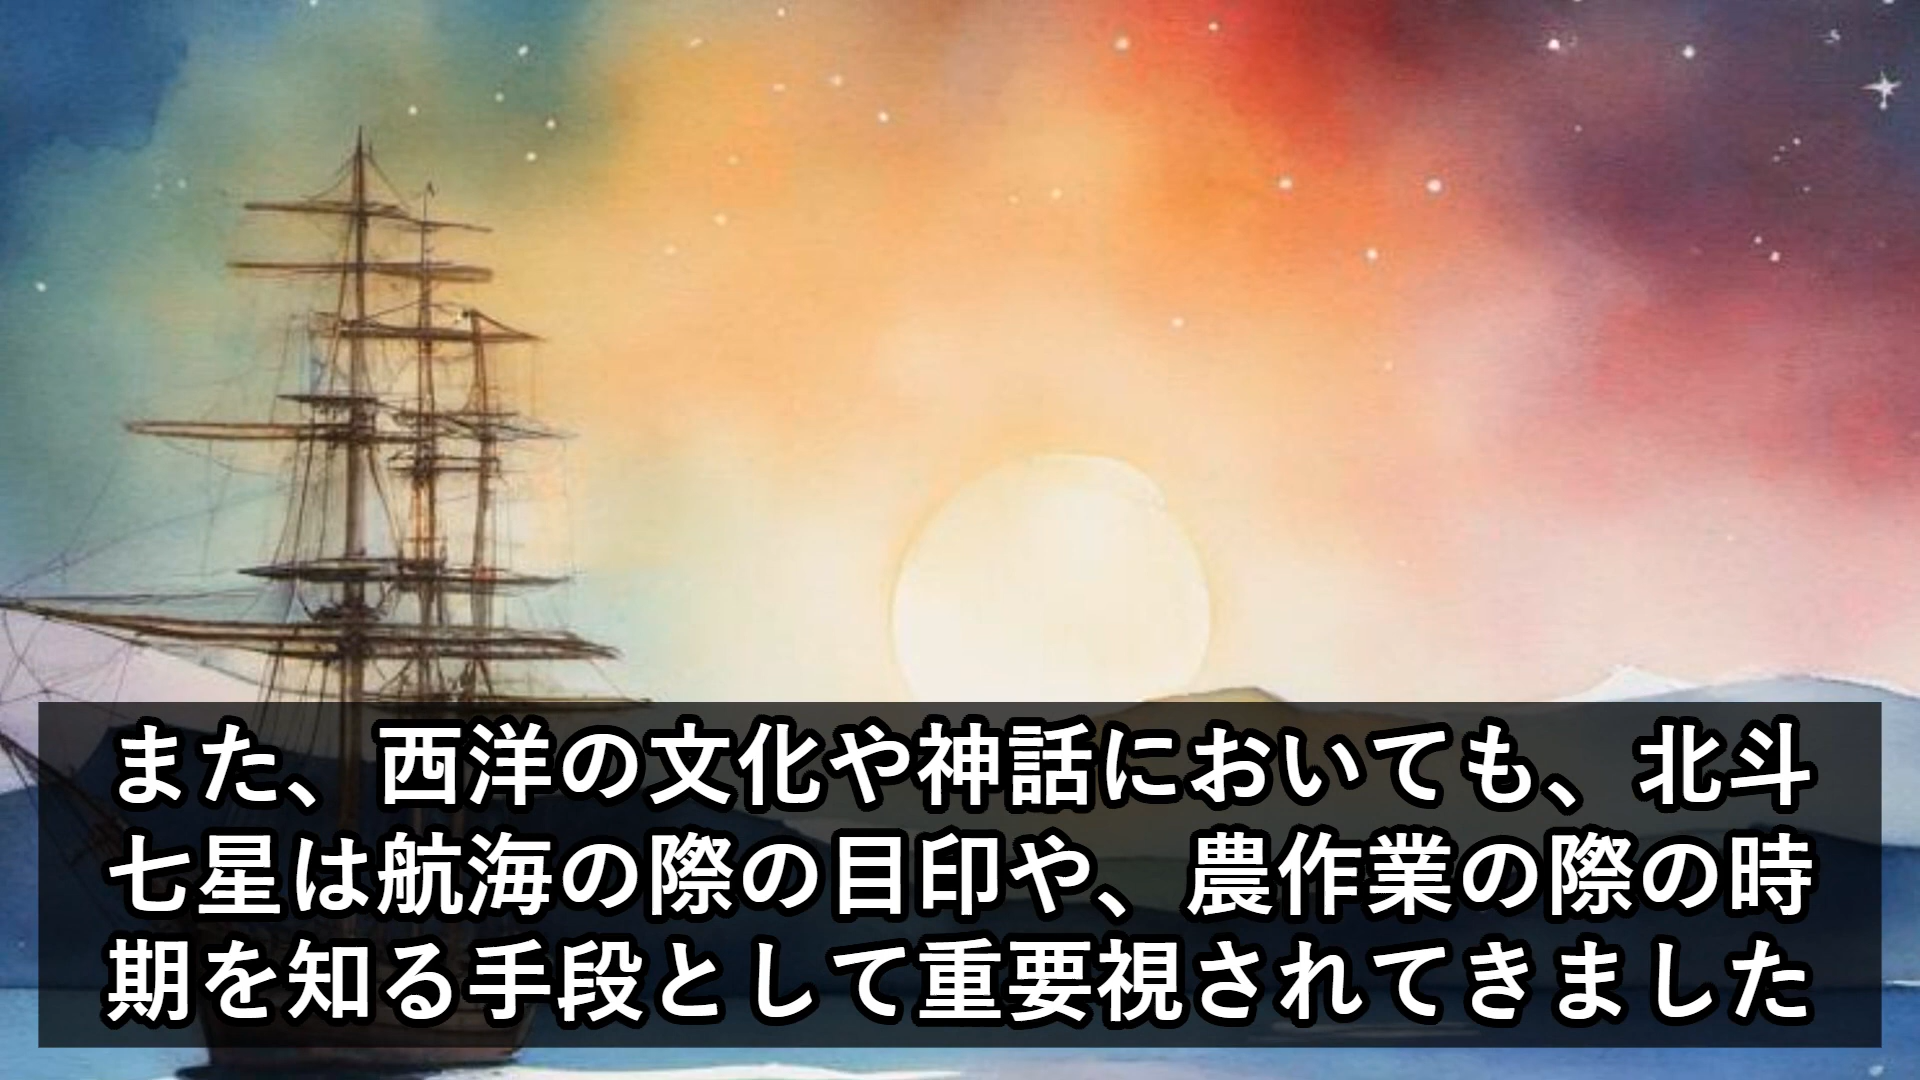 また、西洋の文化や神話においても、北斗
七星は航海の際の目印や、農作業の際の時
期を知る手段として重要視されてきました